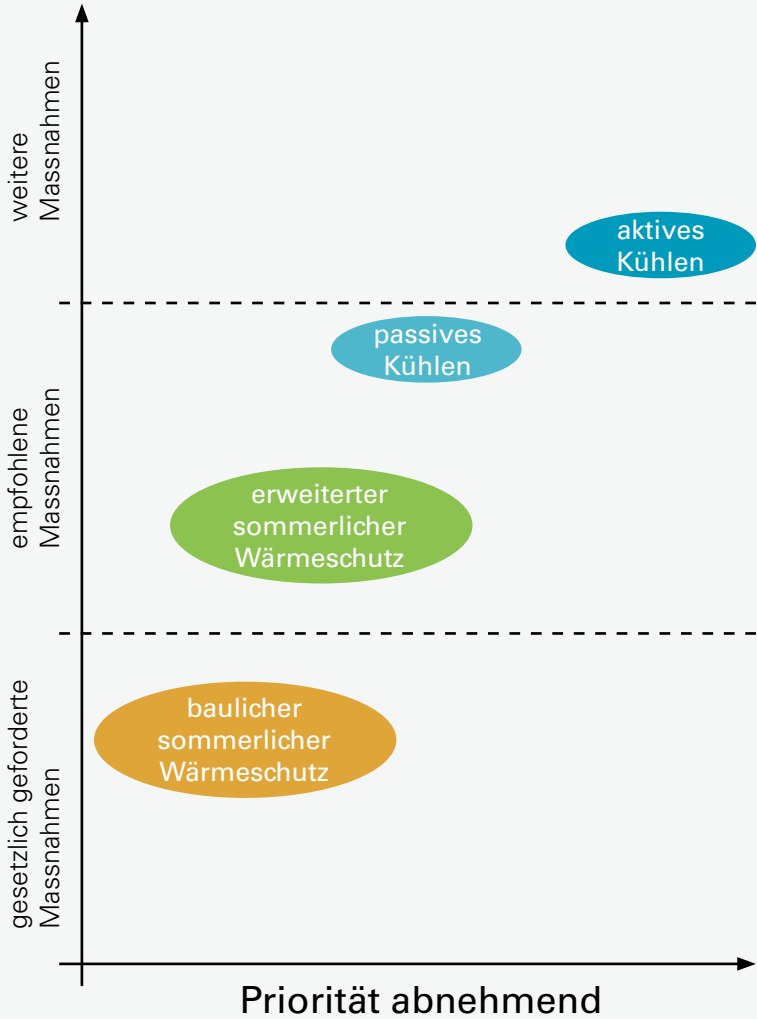 weitere
Massnahmen
aktives
Kühlen
empfohlene
Massnahmen
passives
Kühlen
erweiterter
sommerlicher
Wärmeschutz
gesetzlich geforderte
Massnahmen
baulicher
sommerlicher
Wärmeschutz
Priorität abnehmend